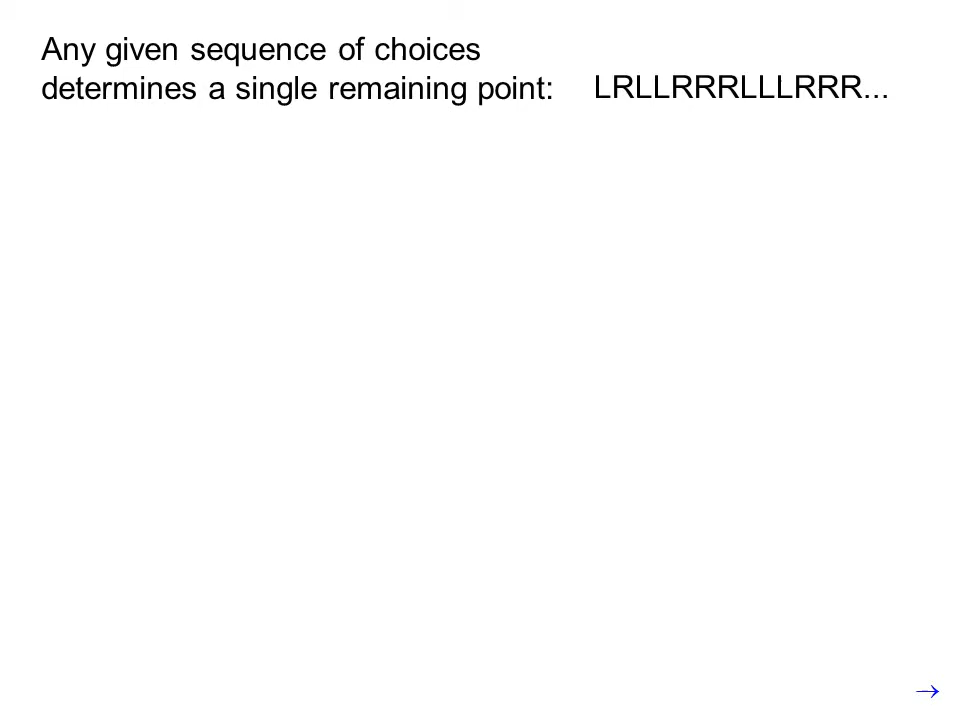 Any given sequence of choices
determines a single remaining point: LRLLRRRLLLRRR...
→